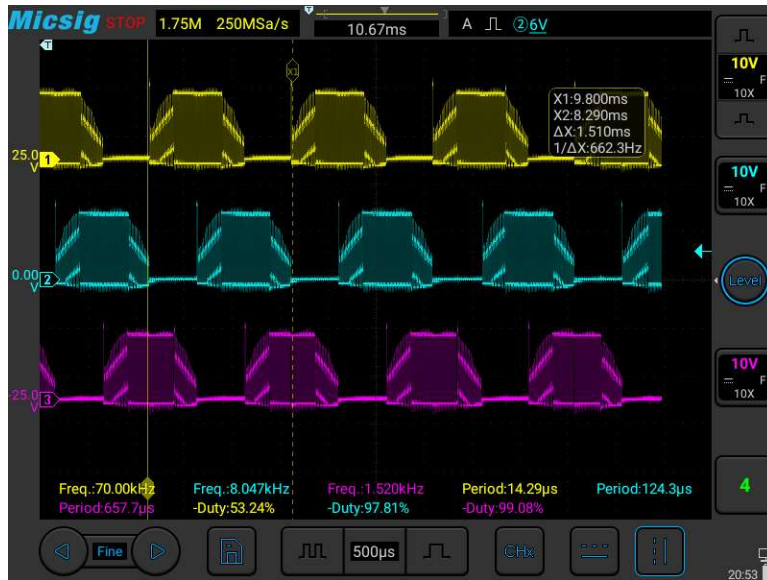 Micsig STOP 1.75M 250MSa/s 10.67ms A ②6V
T
T
X1
X1:9.800ms
X2:8.290ms
ΔX:1.510ms
1/ΔX:662.3Hz
10V
F
10X
25.0
V
1
10V
F
10X
0.00
V
2
Level
10V
F
10X
-25.0
V
3
Freq.:70.00kHz Freq.:8.047kHz Freq.:1.520kHz Period:14.29µs Period:124.3µs
Period:657.7µs -Duty:53.24% -Duty:97.81% -Duty:99.08%
4
Fine 500µs CHx
20:53